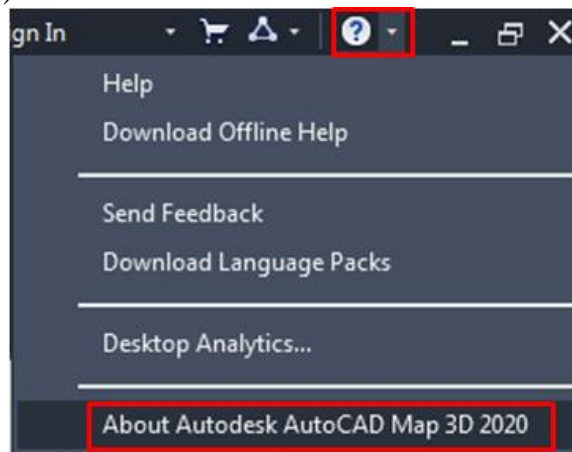 gn In
Help
Download Offline Help
Send Feedback
Download Language Packs
Desktop Analytics...
About Autodesk AutoCAD Map 3D 2020